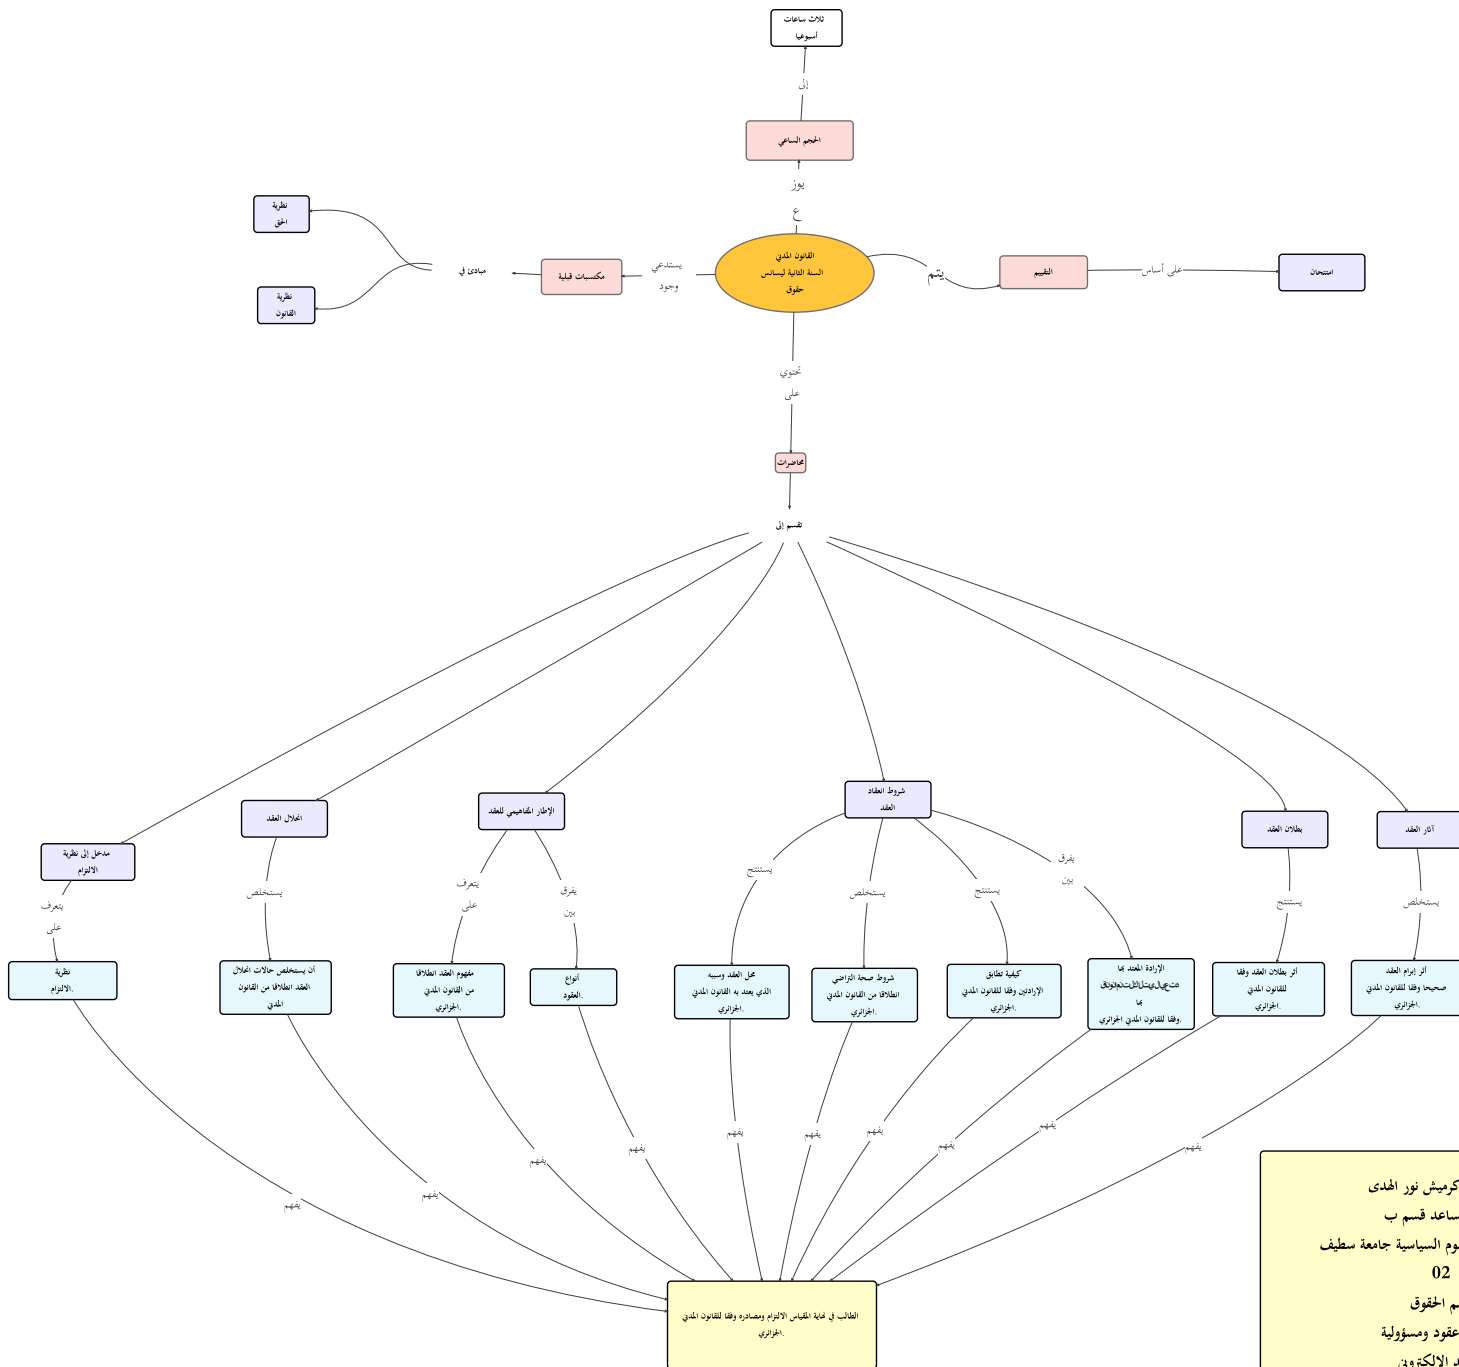 ثلاث ساعات
أسبوعيا
إلى
الحجم الساعي
يوز
ع
نظرية
الحق
نظرية
القانون
مبادئ في
مكتسبات قبلية
يستدعي
وجود
القانون المدني
السنة الثانية ليسانس
حقوق
يتم
التقييم
على أساس
امتنحان
تحتوي
على
محاضرات
تقسم إلى
آثار العقد
بطلان العقد
شروط انعقاد
العقد
الإطار المفاهيمي للعقد
انحلال العقد
مدخل إلى نظرية
الالتزام
يستخلص
يستنتج
يفرق
بين
يستنتج
يستخلص
يستنتج
يفرق
بين
يتعرف
على
يستخلص
يتعرف
على
أثر إبرام العقد
صحيحا وفقا للقانون المدني
الجزائري.
أثر بطلان العقد وفقا
للقانون المدني
الجزائري.
الإرادة المعتد بها
بها
وفقا للقانون المدني الجزائري.
كيفية تطابق
الإرادتين وفقا للقانون المدني
الجزائري.
شروط صحة التراضي
انطلاقا من القانون المدني
الجزائري.
محل العقد وسببه
الذي يعتد به القانون المدني
الجزائري.
أنواع
العقود.
مفهوم العقد انطلاقا
من القانون المدني
الجزائري.
أن يستخلص حالات انحلال
العقد انطلاقا من القانون
المدني
نظرية
الالتزام.
يفهم
يفهم
يفهم
يفهم
يفهم
يفهم
يفهم
يفهم
يفهم
يفهم
الطالب في نهاية المقياس الالتزام ومصادره وفقا للقانون المدني
الجزائري.
كرميش نور الهدى
ساعد قسم ب
وم السياسية جامعة سطيف
02
م الحقوق
عقود ومسؤولية
د الالكتروني